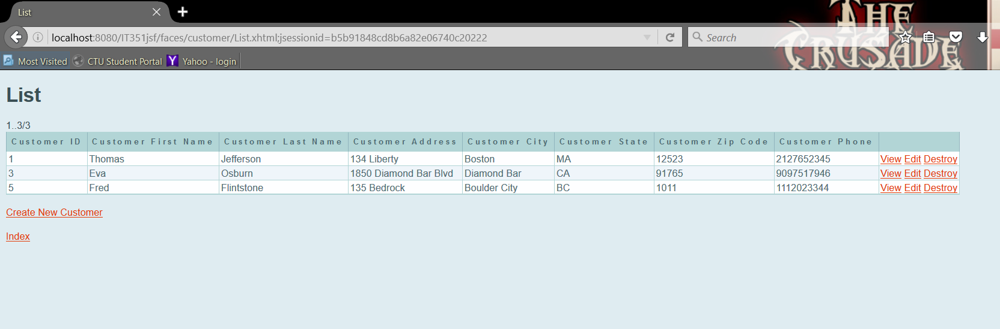 List
THE CRUSADE
localhost:8080/IT351jsf/faces/customer/List.xhtml;jsessionid=b5b91848cd8b6a82e06740c20222
Search
Most Visited CTU Student Portal Yahoo - login
List
1..3/3
Customer ID Customer First Name Customer Last Name Customer Address Customer City Customer State Customer Zip Code Customer Phone
1 Thomas Jefferson 134 Liberty Boston MA 12523 2127652345 View Edit Destroy
3 Eva Osburn 1850 Diamond Bar Blvd Diamond Bar CA 91765 9097517946 View Edit Destroy
5 Fred Flintstone 135 Bedrock Boulder City BC 1011 1112023344 View Edit Destroy
Create New Customer
Index